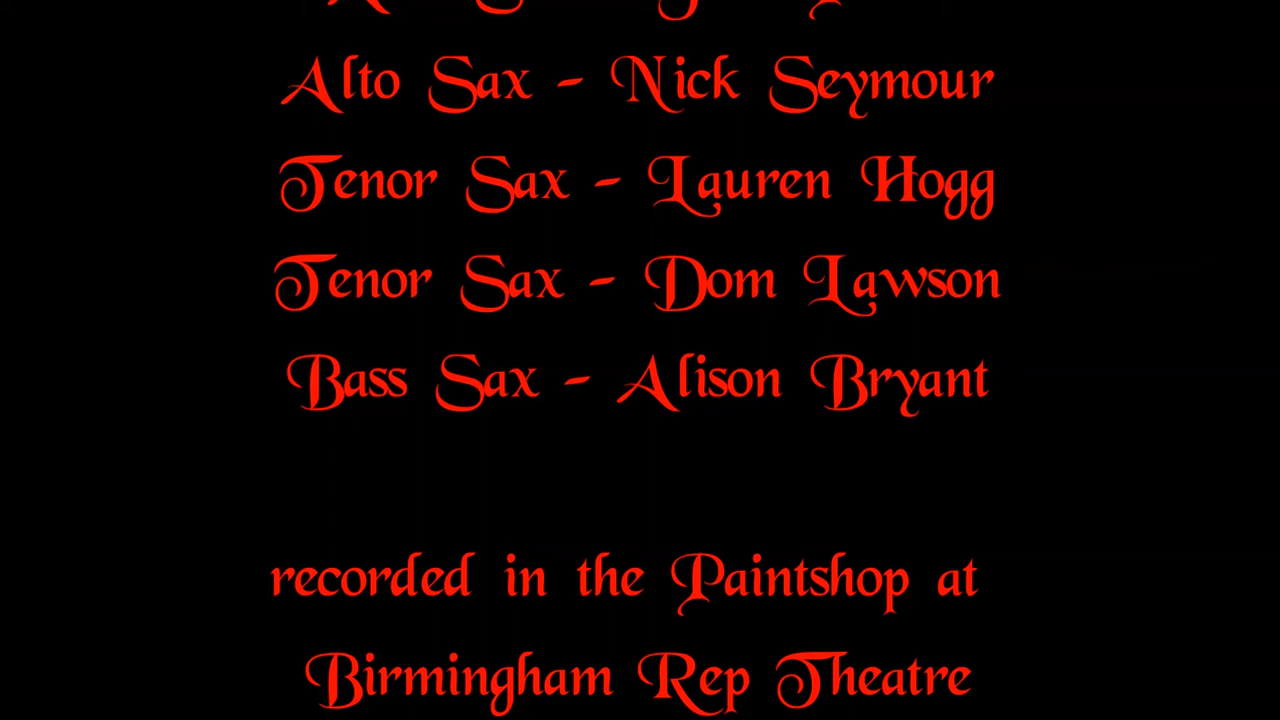 Alto Sax - Nick Seymour
Tenor Sax - Lauren Hogg
Tenor Sax - Dom Lawson
Bass Sax - Alison Bryant
recorded in the Paintshop at
Birmingham Rep Theatre